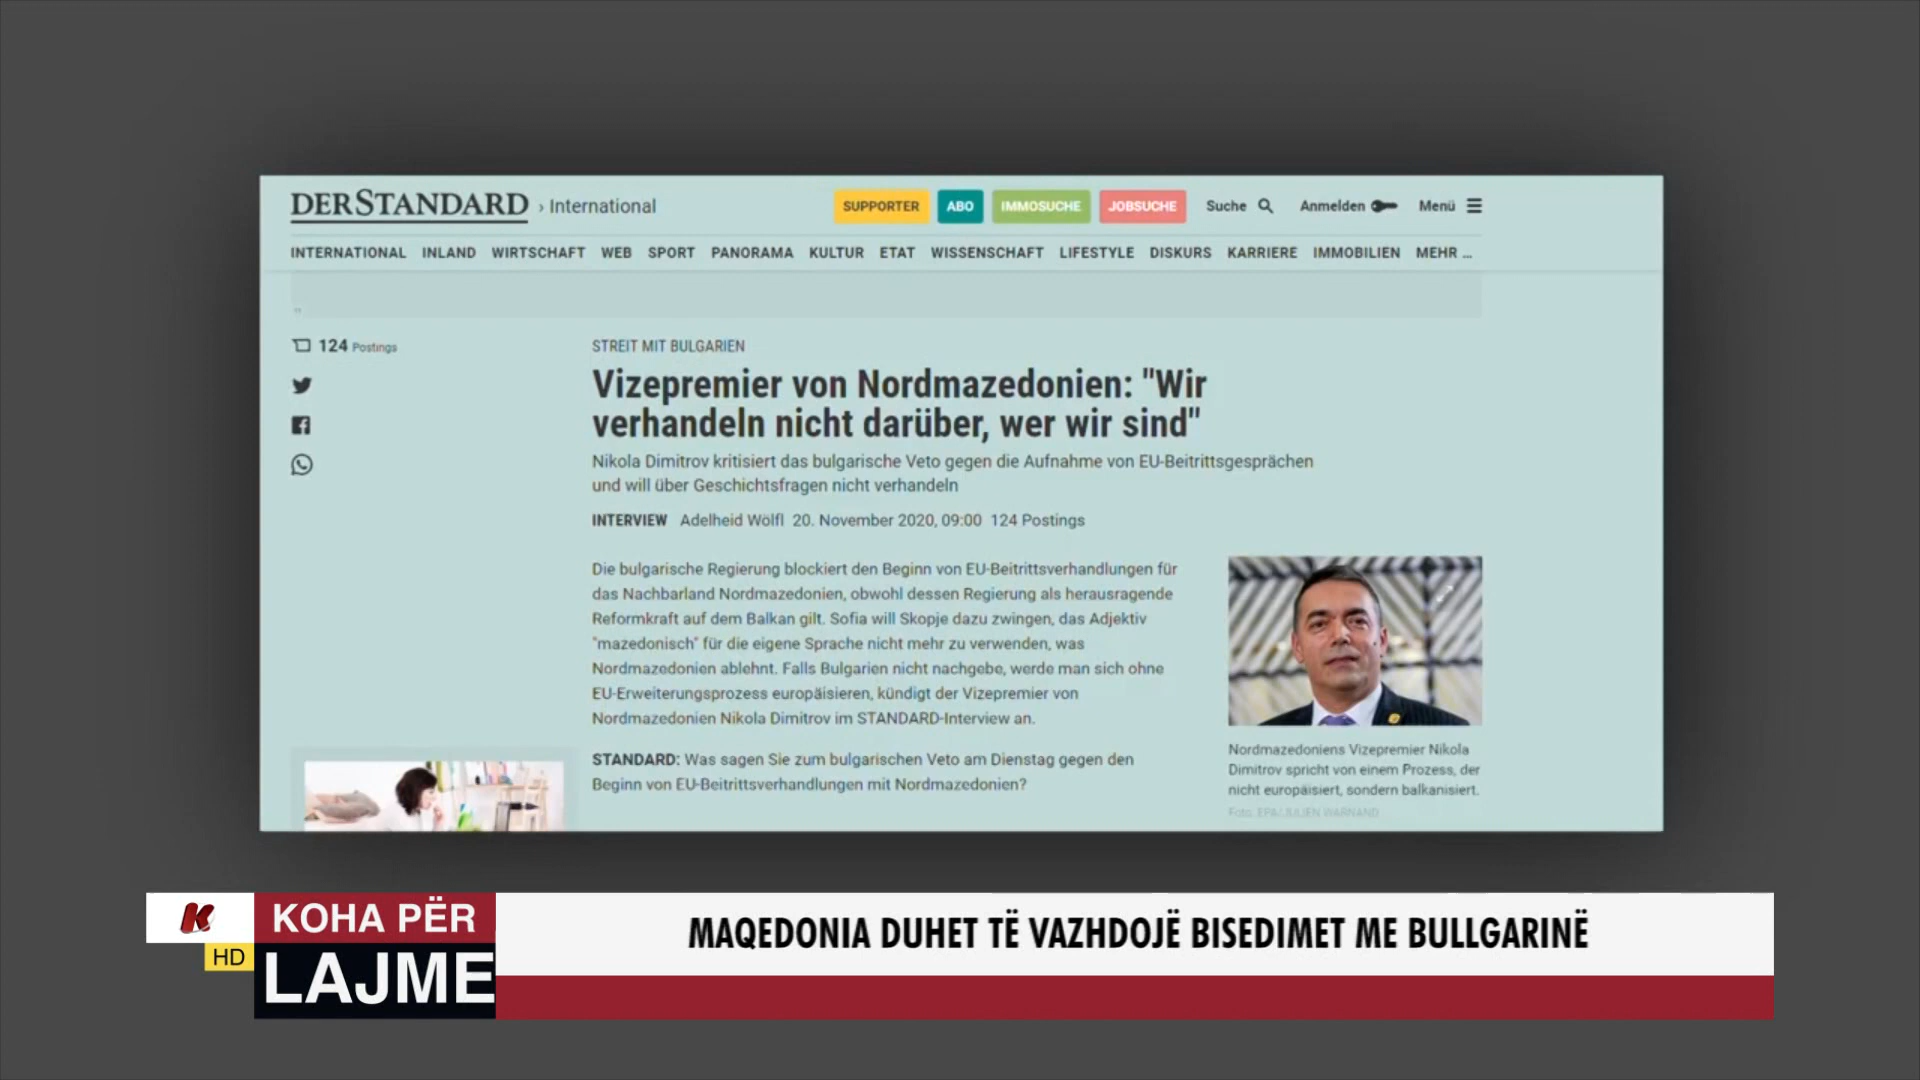 DERSTANDARD › International
SUPPORTER ABO IMMOSUCHE JOBSUCHE Suche Anmelden Menü
INTERNATIONAL INLAND WIRTSCHAFT WEB SPORT PANORAMA KULTUR ETAT WISSENSCHAFT LIFESTYLE DISKURS KARRIERE IMMOBILIEN MEHR ...
124 Postings
STREIT MIT BULGARIEN
Vizepremier von Nordmazedonien: "Wir
verhandeln nicht darüber, wer wir sind"
Nikola Dimitrov kritisiert das bulgarische Veto gegen die Aufnahme von EU-Beitrittsgesprächen
und will über Geschichtsfragen nicht verhandeln
INTERVIEW Adelheid Wölfl 20. November 2020, 09:00 124 Postings
Die bulgarische Regierung blockiert den Beginn von EU-Beitrittsverhandlungen für
das Nachbarland Nordmazedonien, obwohl dessen Regierung als herausragende
Reformkraft auf dem Balkan gilt. Sofia will Skopje dazu zwingen, das Adjektiv
"mazedonisch" für die eigene Sprache nicht mehr zu verwenden, was
Nordmazedonien ablehnt. Falls Bulgarien nicht nachgebe, werde man sich ohne
EU-Erweiterungsprozess europäisieren, kündigt der Vizepremier von
Nordmazedonien Nikola Dimitrov im STANDARD-Interview an.
STANDARD: Was sagen Sie zum bulgarischen Veto am Dienstag gegen den
Beginn von EU-Beitrittsverhandlungen mit Nordmazedonien?
Nordmazedoniens Vizepremier Nikola
Dimitrov spricht von einem Prozess, der
nicht europäisiert, sondern balkanisiert.
Foto: EPA/JULIEN WARNAND
K
HD
KOHA PËR
LAJME
MAQEDONIA DUHET TË VAZHDOJË BISEDIMET ME BULLGARINË